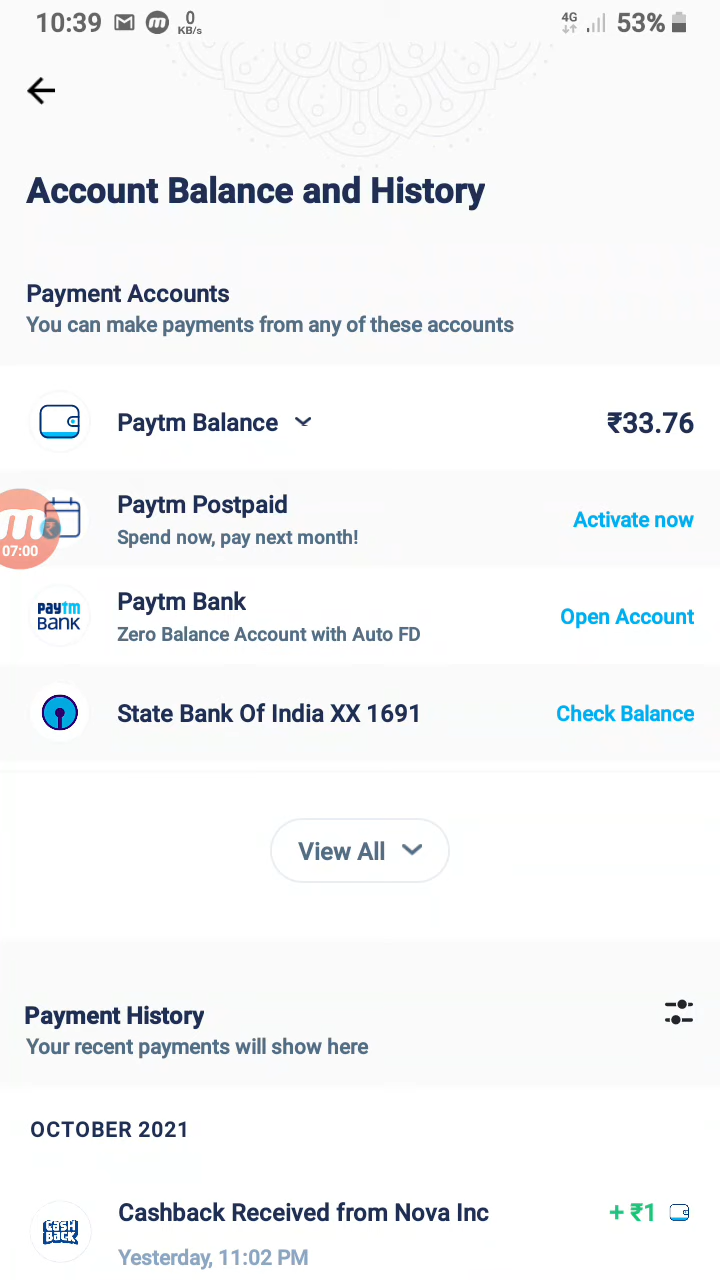 10:39 0 KB/s 4G 53%
Account Balance and History
Payment Accounts
You can make payments from any of these accounts
Paytm Balance ₹33.76
Paytm Postpaid
Spend now, pay next month!
Activate now
07:00
Paytm Bank
Zero Balance Account with Auto FD
Open Account
paytm
BANK
State Bank Of India XX 1691 Check Balance
View All
Payment History
Your recent payments will show here
OCTOBER 2021
CASH
BACK
Cashback Received from Nova Inc +₹1
Yesterday, 11:02 PM